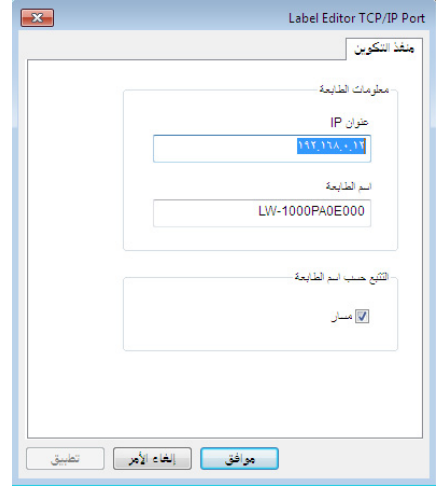 Label Editor TCP/IP Port
منفذ التكوين
معلومات الطابعة
عنوان IP
١٩٢.١٦٨.٠.١٢
اسم الطابعة
LW-1000PA0E000
التتبع حسب اسم الطابعة
مسار
موافق
إلغاء الأمر
تطبيق